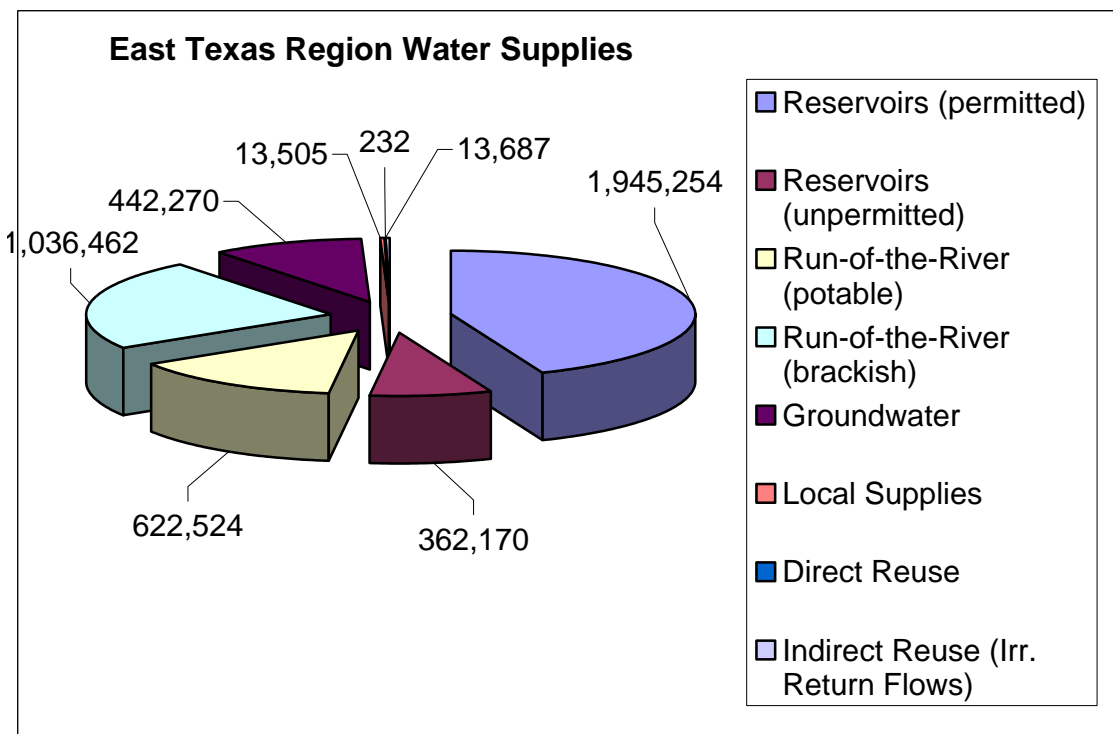 East Texas Region Water Supplies
232
13,505
13,687
1,945,254
442,270
1,036,462
622,524
362,170
Reservoirs (permitted)
Reservoirs
(unpermitted)
Run-of-the-River
(potable)
Run-of-the-River
(brackish)
Groundwater
Local Supplies
Direct Reuse
Indirect Reuse (Irr.
Return Flows)